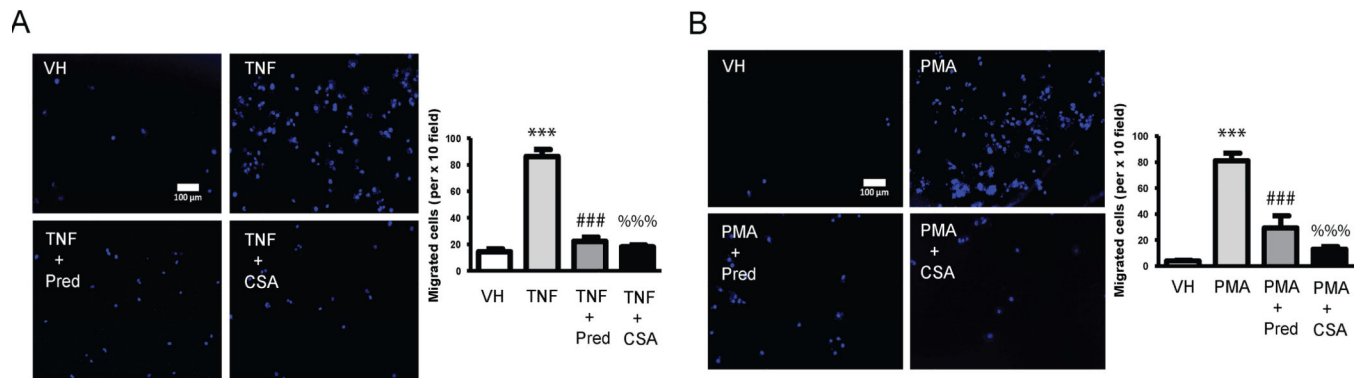 A
VH
100 µm
TNF
TNF
+
Pred
TNF
+
CSA
Migrated cells (per x 10 field)
100
80
60
40
20
0
***
###
%%%
VH
TNF
TNF
+
Pred
TNF
+
CSA
B
VH
100 µm
PMA
PMA
+
Pred
PMA
+
CSA
Migrated cells (per x 10 field)
100
80
60
40
20
0
***
###
%%%
VH
PMA
PMA
+
Pred
PMA
+
CSA